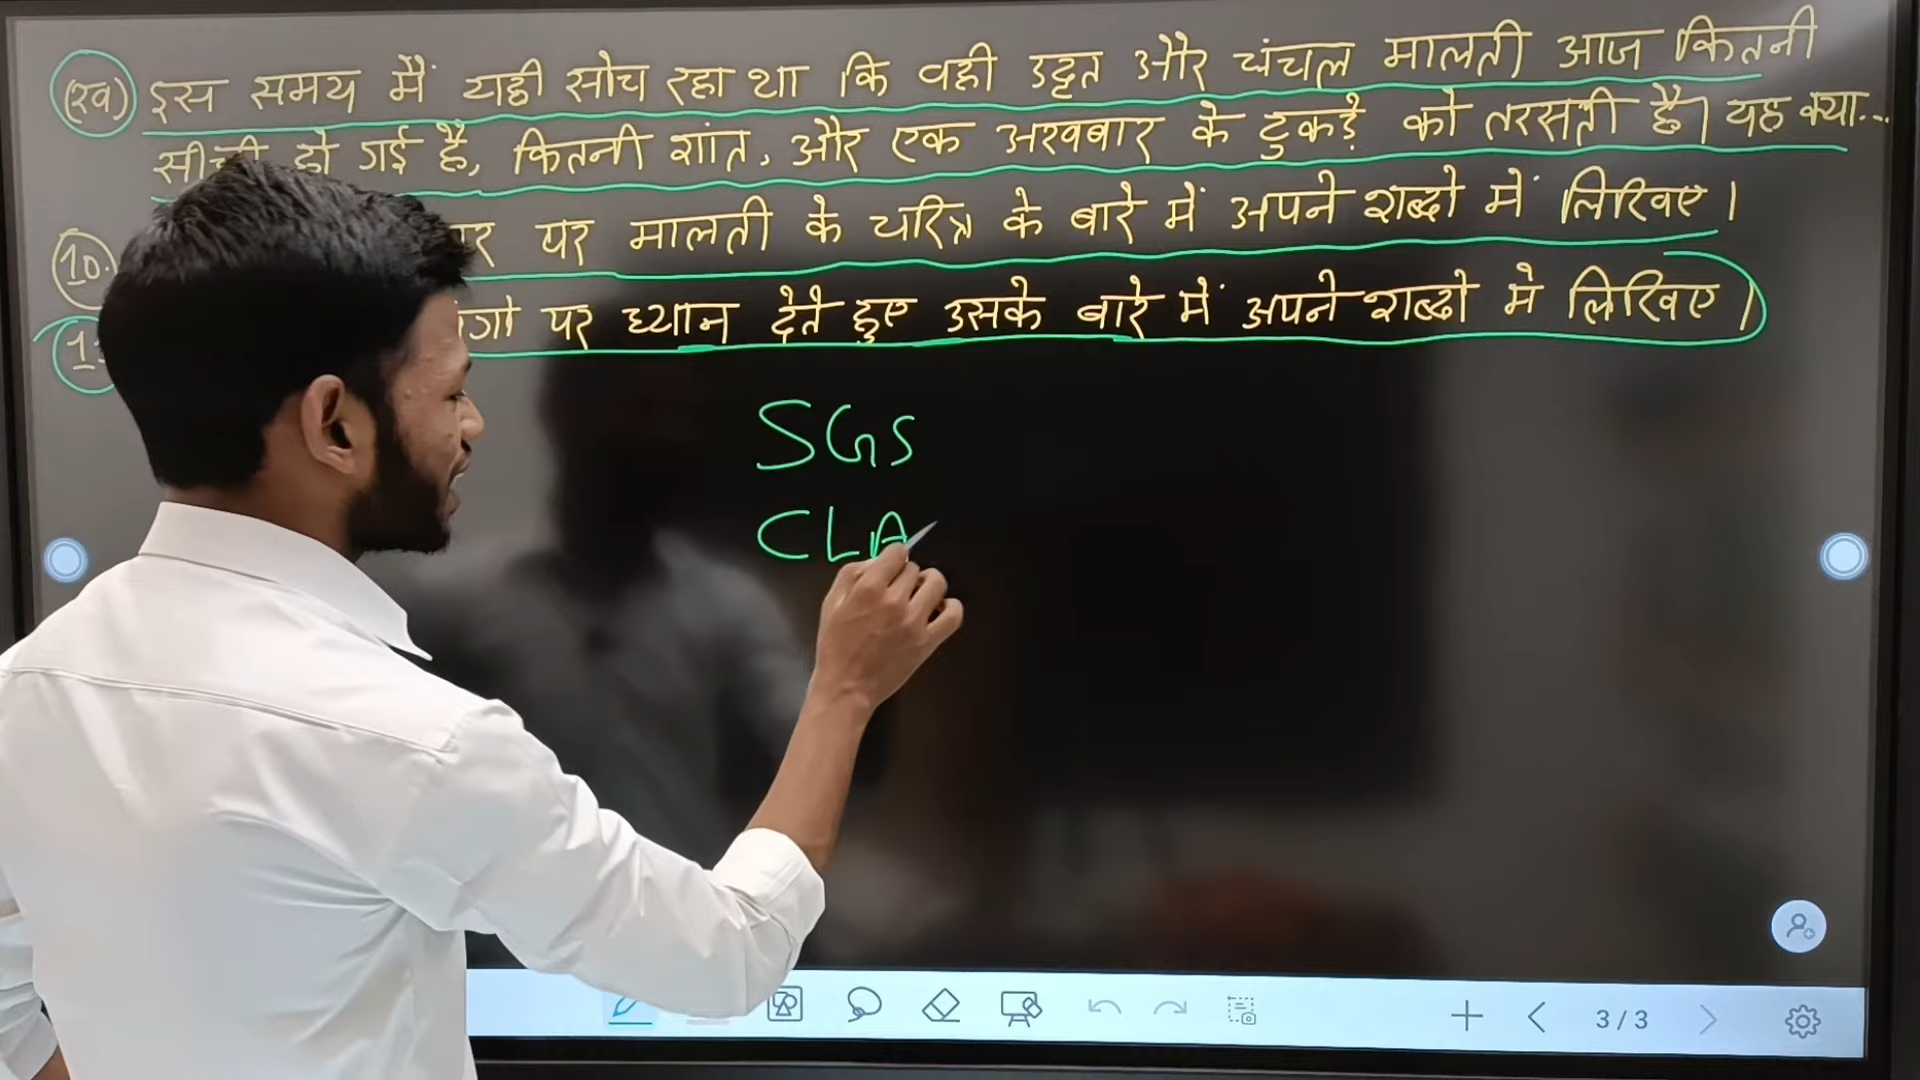 (ख) इस समय मैं यही सोच रहा था कि वही उद्दत और चंचल मालती आज कितनी
हो गई है, कितनी शांत, और एक अखबार के टुकड़े को तरसती है। यह क्या...
10. पर मालती के चरित्र के बारे में अपने शब्दो में लिखिए।
पर ध्यान देते हुए उसके बारे में अपने शब्दो मे लिखिए।
SGS
CLA
3/3